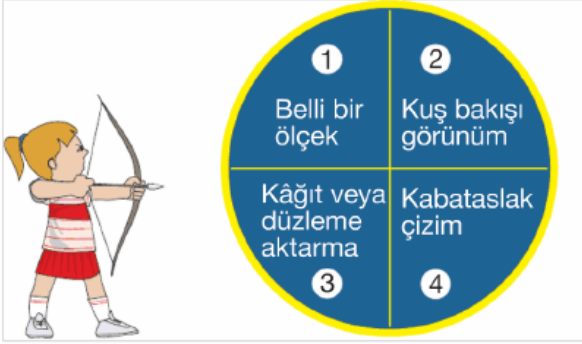 1
Belli bir
ölçek
2
Kuş bakışı
görünüm
Kâğıt veya
düzleme
aktarma
3
Kabataslak
çizim
4